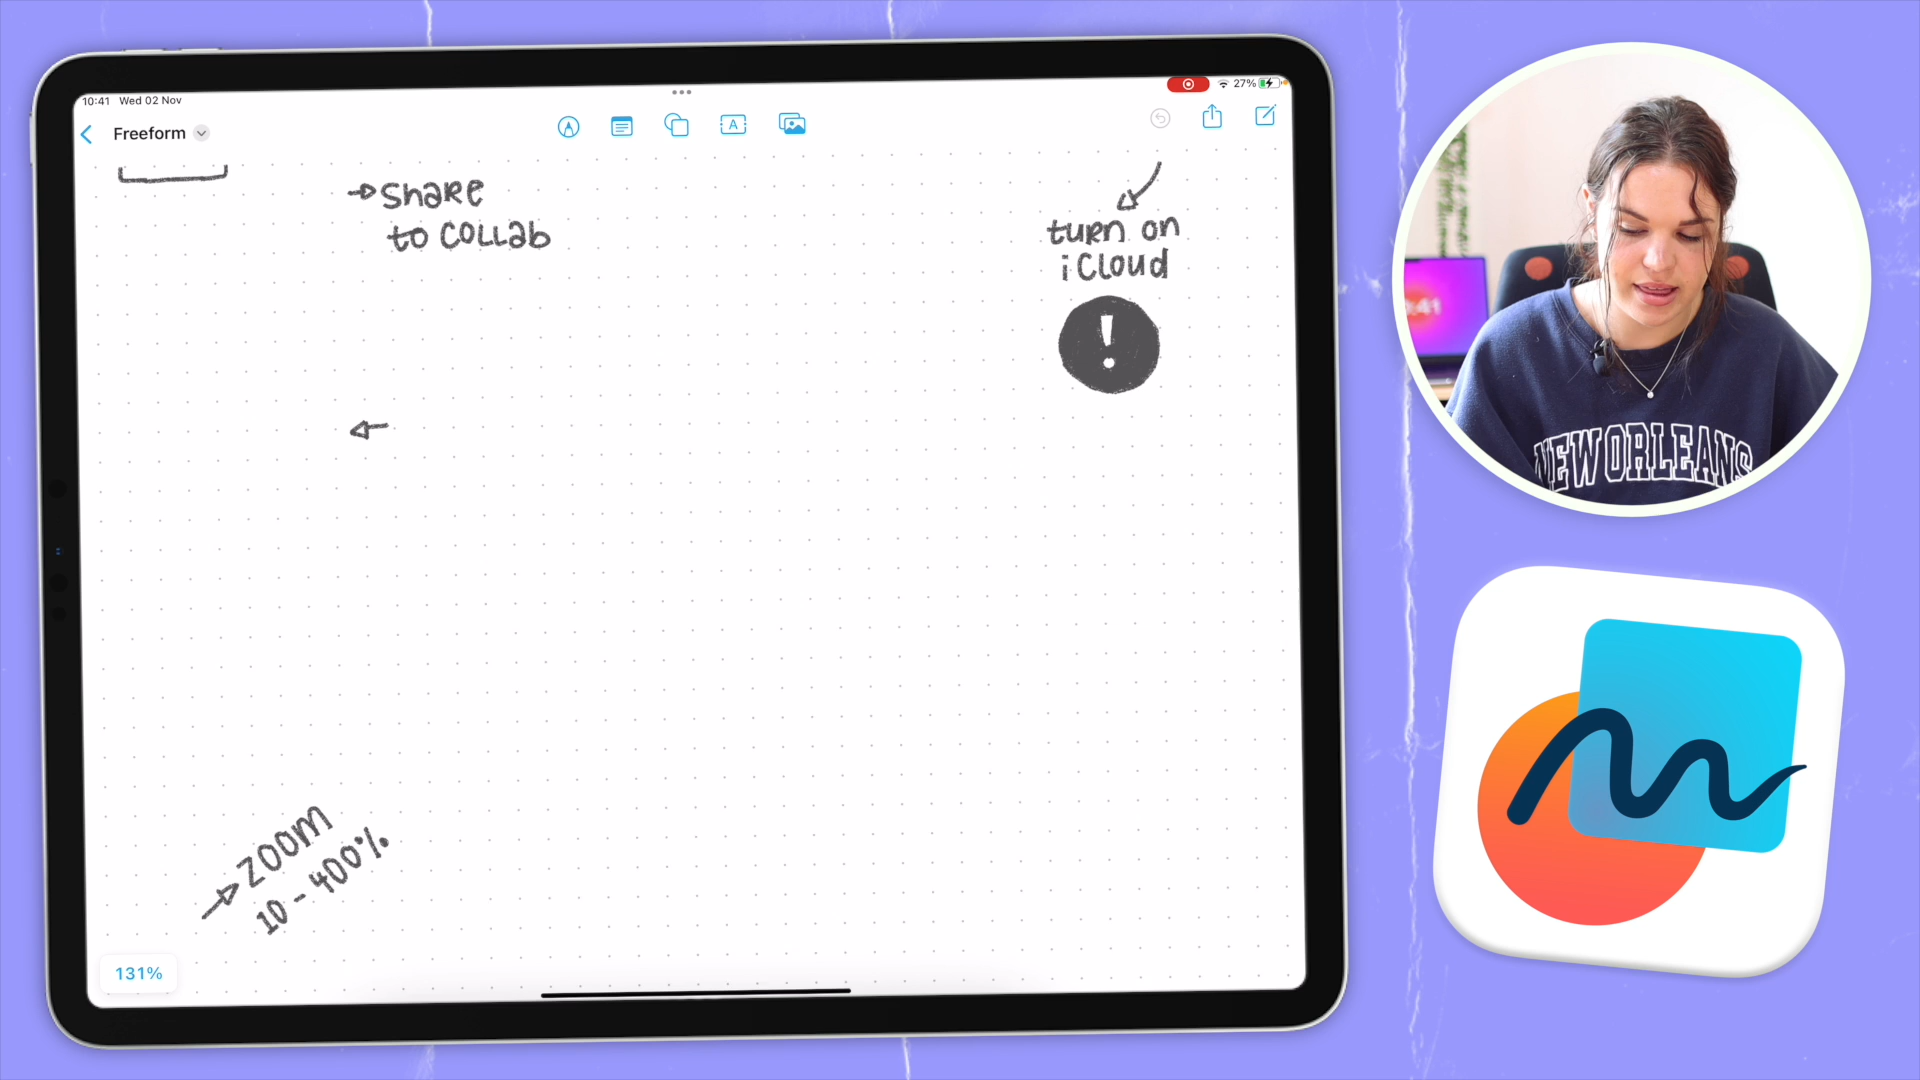 10:41 Wed 02 Nov
27%
Freeform
A
share
to collab
turn on
iCloud
!
zoom
10-400%
131%
:41
NEW ORLEANS